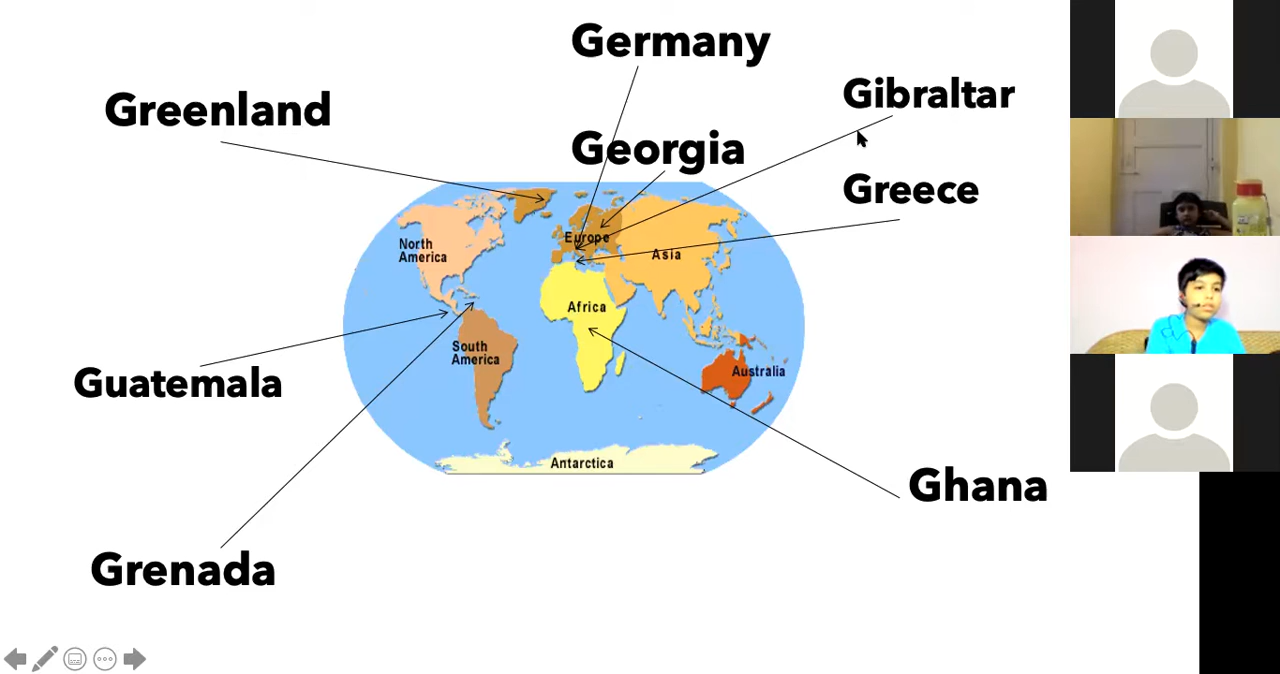 Germany
Gibraltar
Greenland
Georgia
Greece
Europe
North
America
Asia
Africa
South
America
Australia
Guatemala
Antarctica
Ghana
Grenada